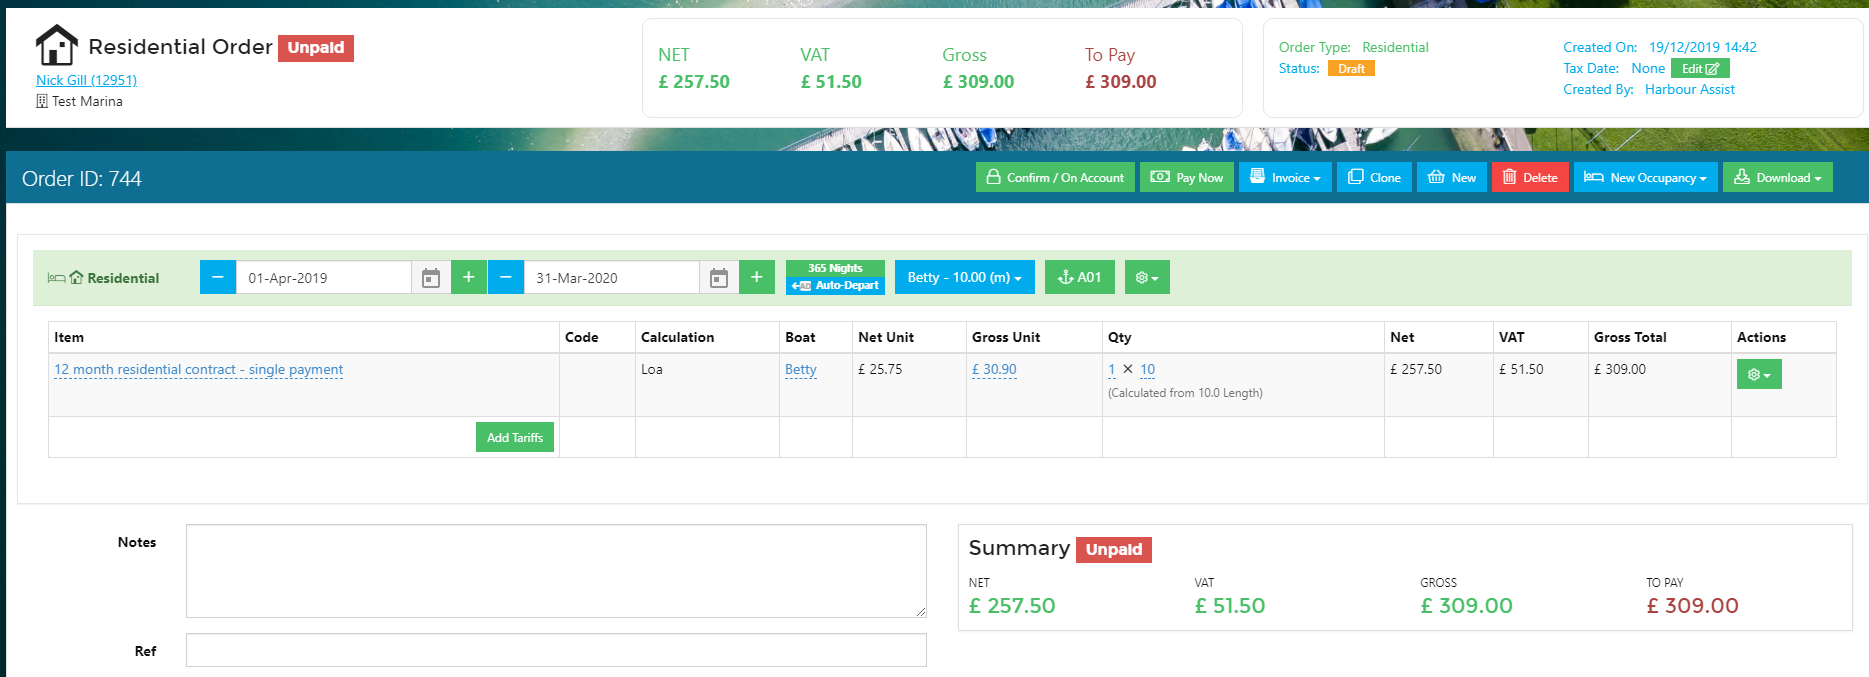 Residential Order Unpaid
Nick Gill (12951)
Test Marina
NET VAT Gross To Pay
£ 257.50 £ 51.50 £ 309.00 £ 309.00
Order Type: Residential
Status: Draft
Created On: 19/12/2019 14:42
Tax Date: None Edit
Created By: Harbour Assist
Order ID: 744
Confirm / On Account Pay Now Invoice Clone New Delete New Occupancy Download
Residential 01-Apr-2019 + 31-Mar-2020 + 365 Nights
AD Auto-Depart
Betty - 10.00 (m) A01
Item Code Calculation Boat Net Unit Gross Unit Qty Net VAT Gross Total Actions
12 month residential contract - single payment Loa Betty £ 25.75 £ 30.90 1 × 10 £ 257.50 £ 51.50 £ 309.00
(Calculated from 10.0 Length)
Add Tariffs
Notes
Ref
Summary Unpaid
NET VAT GROSS TO PAY
£ 257.50 £ 51.50 £ 309.00 £ 309.00